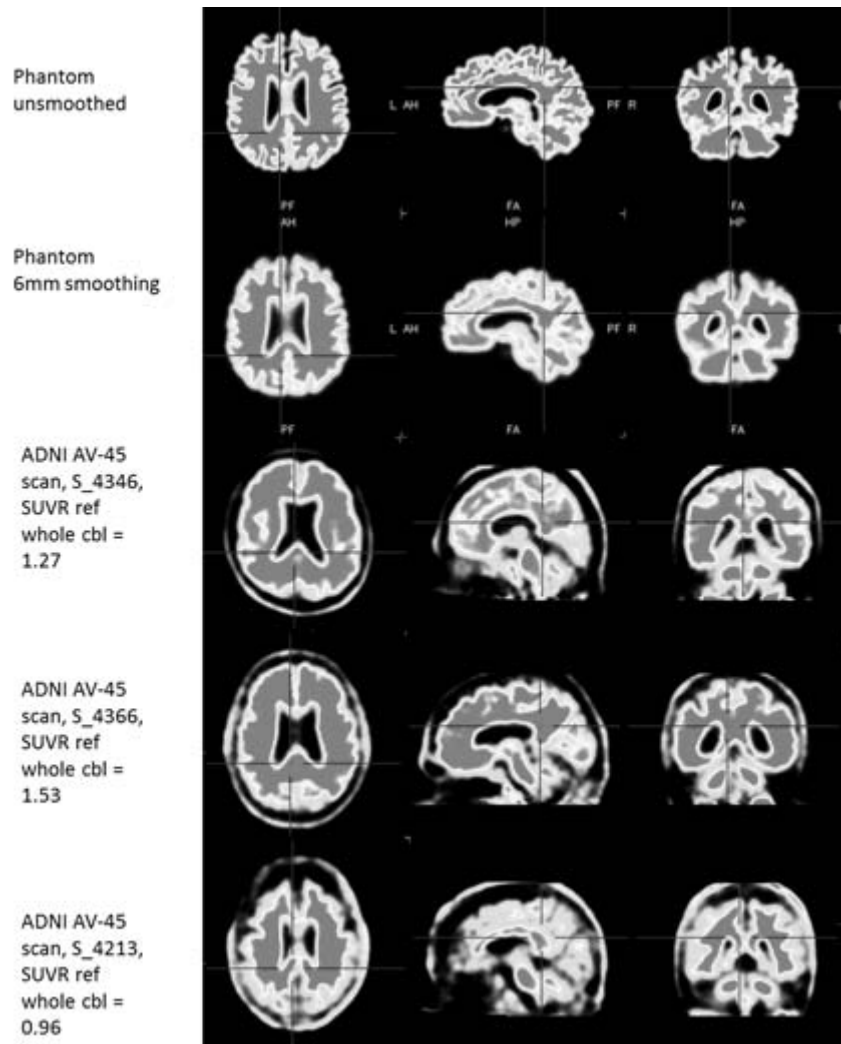 Phantom
unsmoothed
L AH PF R
PF FA FA
AH HP HP
Phantom
6mm smoothing
L AH PF R
PF FA FA
ADNI AV-45
scan, S_4346,
SUVR ref
whole cbl =
1.27
ADNI AV-45
scan, S_4366,
SUVR ref
whole cbl =
1.53
ADNI AV-45
scan, S_4213,
SUVR ref
whole cbl =
0.96